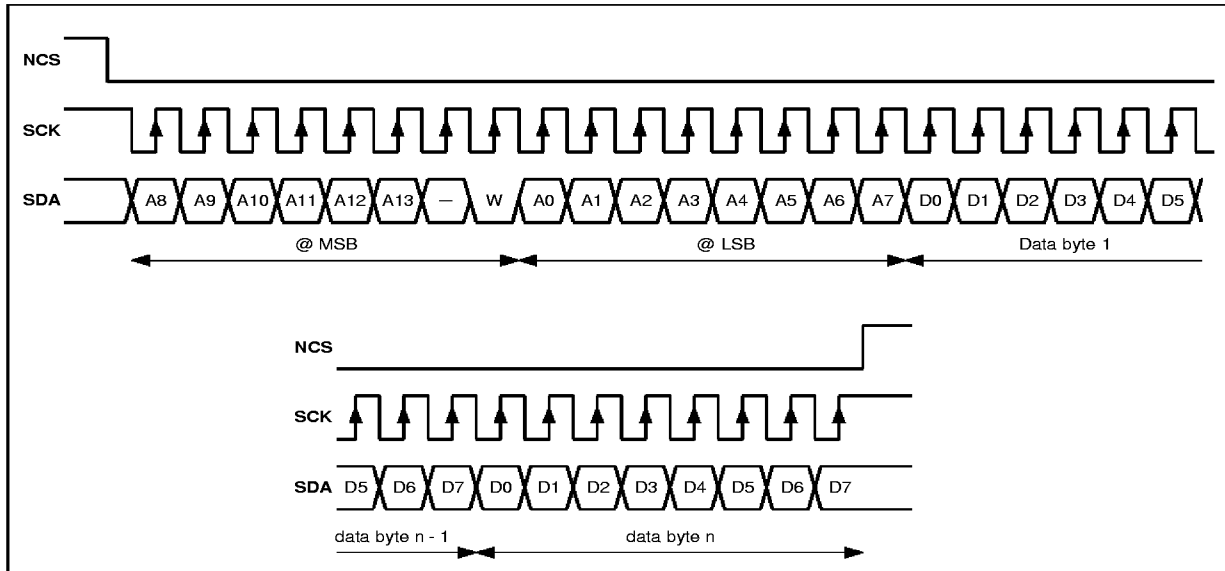 NCS
SCK
SDA A8 A9 A10 A11 A12 A13 — W A0 A1 A2 A3 A4 A5 A6 A7 D0 D1 D2 D3 D4 D5
@ MSB @ LSB Data byte 1
NCS
SCK
SDA D5 D6 D7 D0 D1 D2 D3 D4 D5 D6 D7
data byte n - 1 data byte n